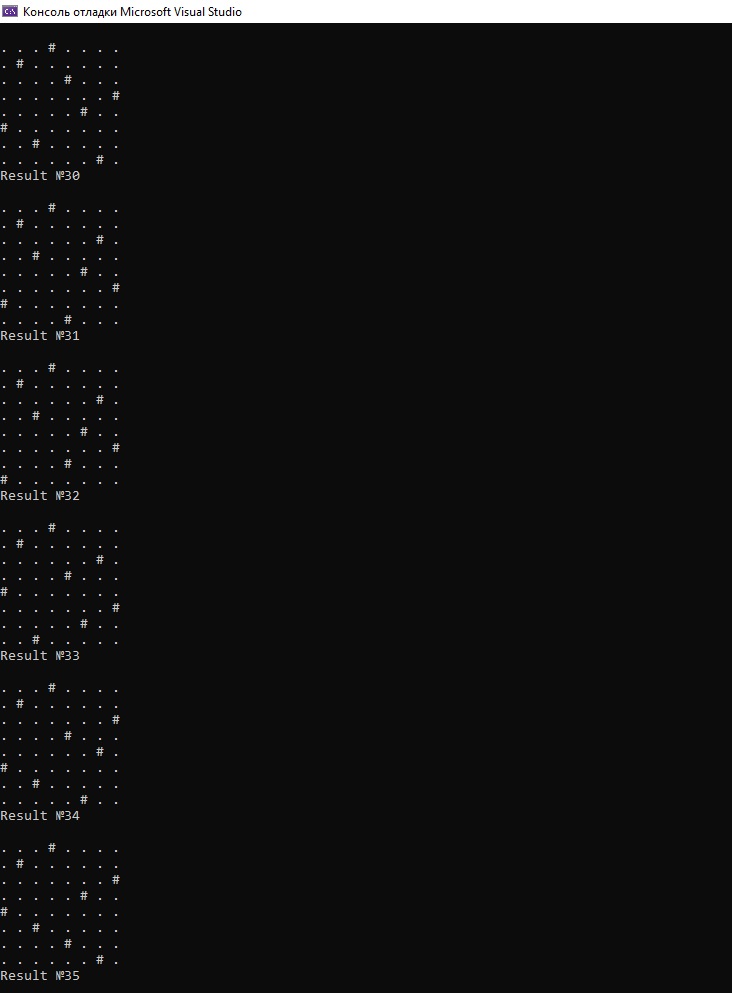 Консоль отладки Microsoft Visual Studio
. . . # . . . .
. # . . . . . .
. . . . # . . .
. . . . . . . #
. . . . . # . .
# . . . . . . .
. . # . . . . .
. . . . . . # .
Result №30
. . . # . . . .
. # . . . . . .
. . . . . . # .
. . # . . . . .
. . . . . # . .
. . . . . . . #
# . . . . . . .
. . . . # . . .
Result №31
. . . # . . . .
. # . . . . . .
. . . . . . # .
. . # . . . . .
. . . . . # . .
. . . . . . . #
. . . . # . . .
# . . . . . . .
Result №32
. . . # . . . .
. # . . . . . .
. . . . . . # .
. . . . # . . .
# . . . . . . .
. . . . . . . #
. . . . . # . .
. . # . . . . .
Result №33
. . . # . . . .
. # . . . . . .
. . . . . . . #
. . . . # . . .
. . . . . . # .
# . . . . . . .
. . # . . . . .
. . . . . # . .
Result №34
. . . # . . . .
. # . . . . . .
. . . . . . . #
. . . . . # . .
# . . . . . . .
. . # . . . . .
. . . . # . . .
. . . . . . # .
Result №35